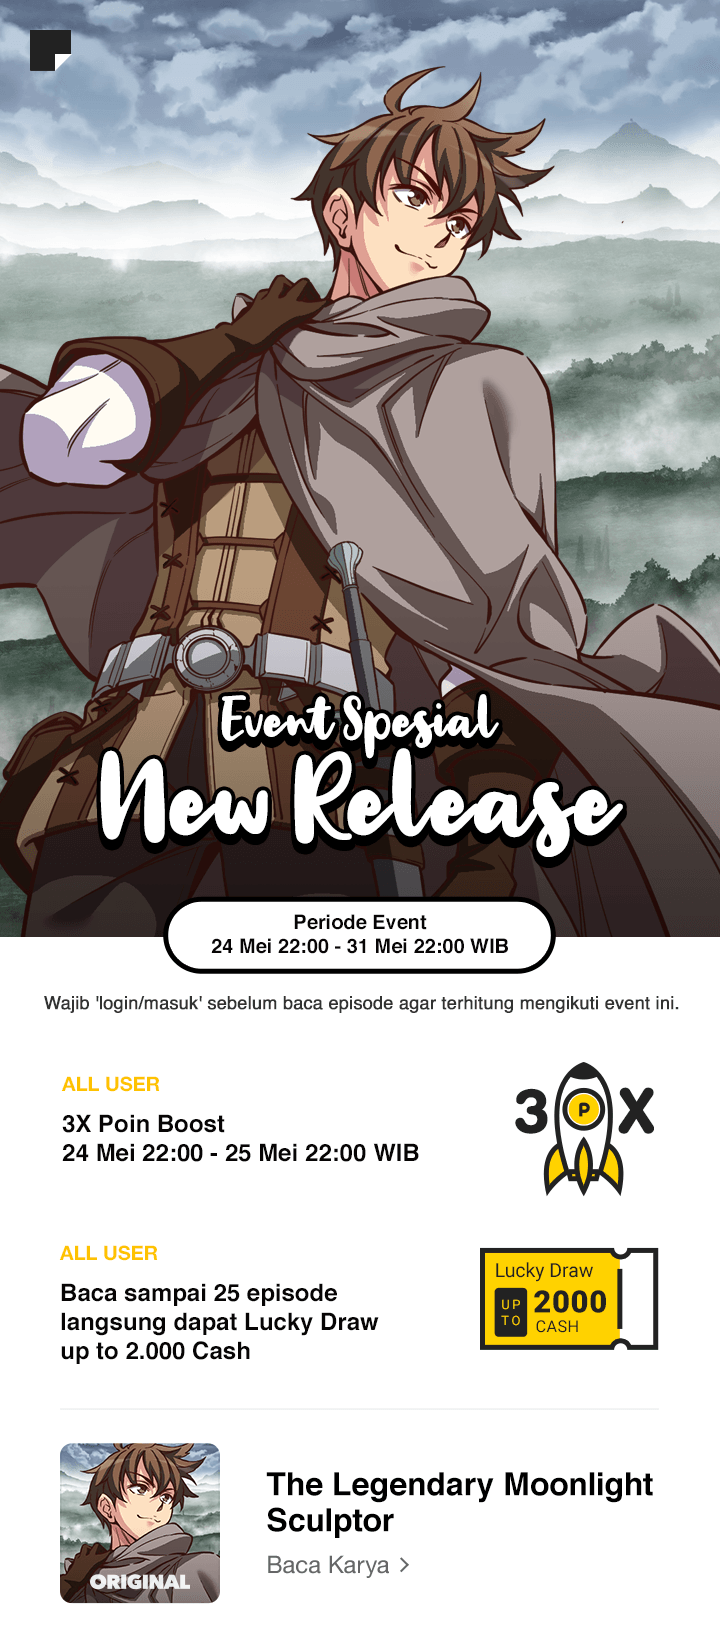 Event Spesial
New Release
Periode Event
24 Mei 22:00 - 31 Mei 22:00 WIB
Wajib 'login/masuk' sebelum baca episode agar terhitung mengikuti event ini.
ALL USER
3X Poin Boost
24 Mei 22:00 - 25 Mei 22:00 WIB
3 P X
ALL USER
Baca sampai 25 episode
langsung dapat Lucky Draw
up to 2.000 Cash
Lucky Draw
UP TO 2000
CASH
The Legendary Moonlight
Sculptor
Baca Karya >
ORIGINAL